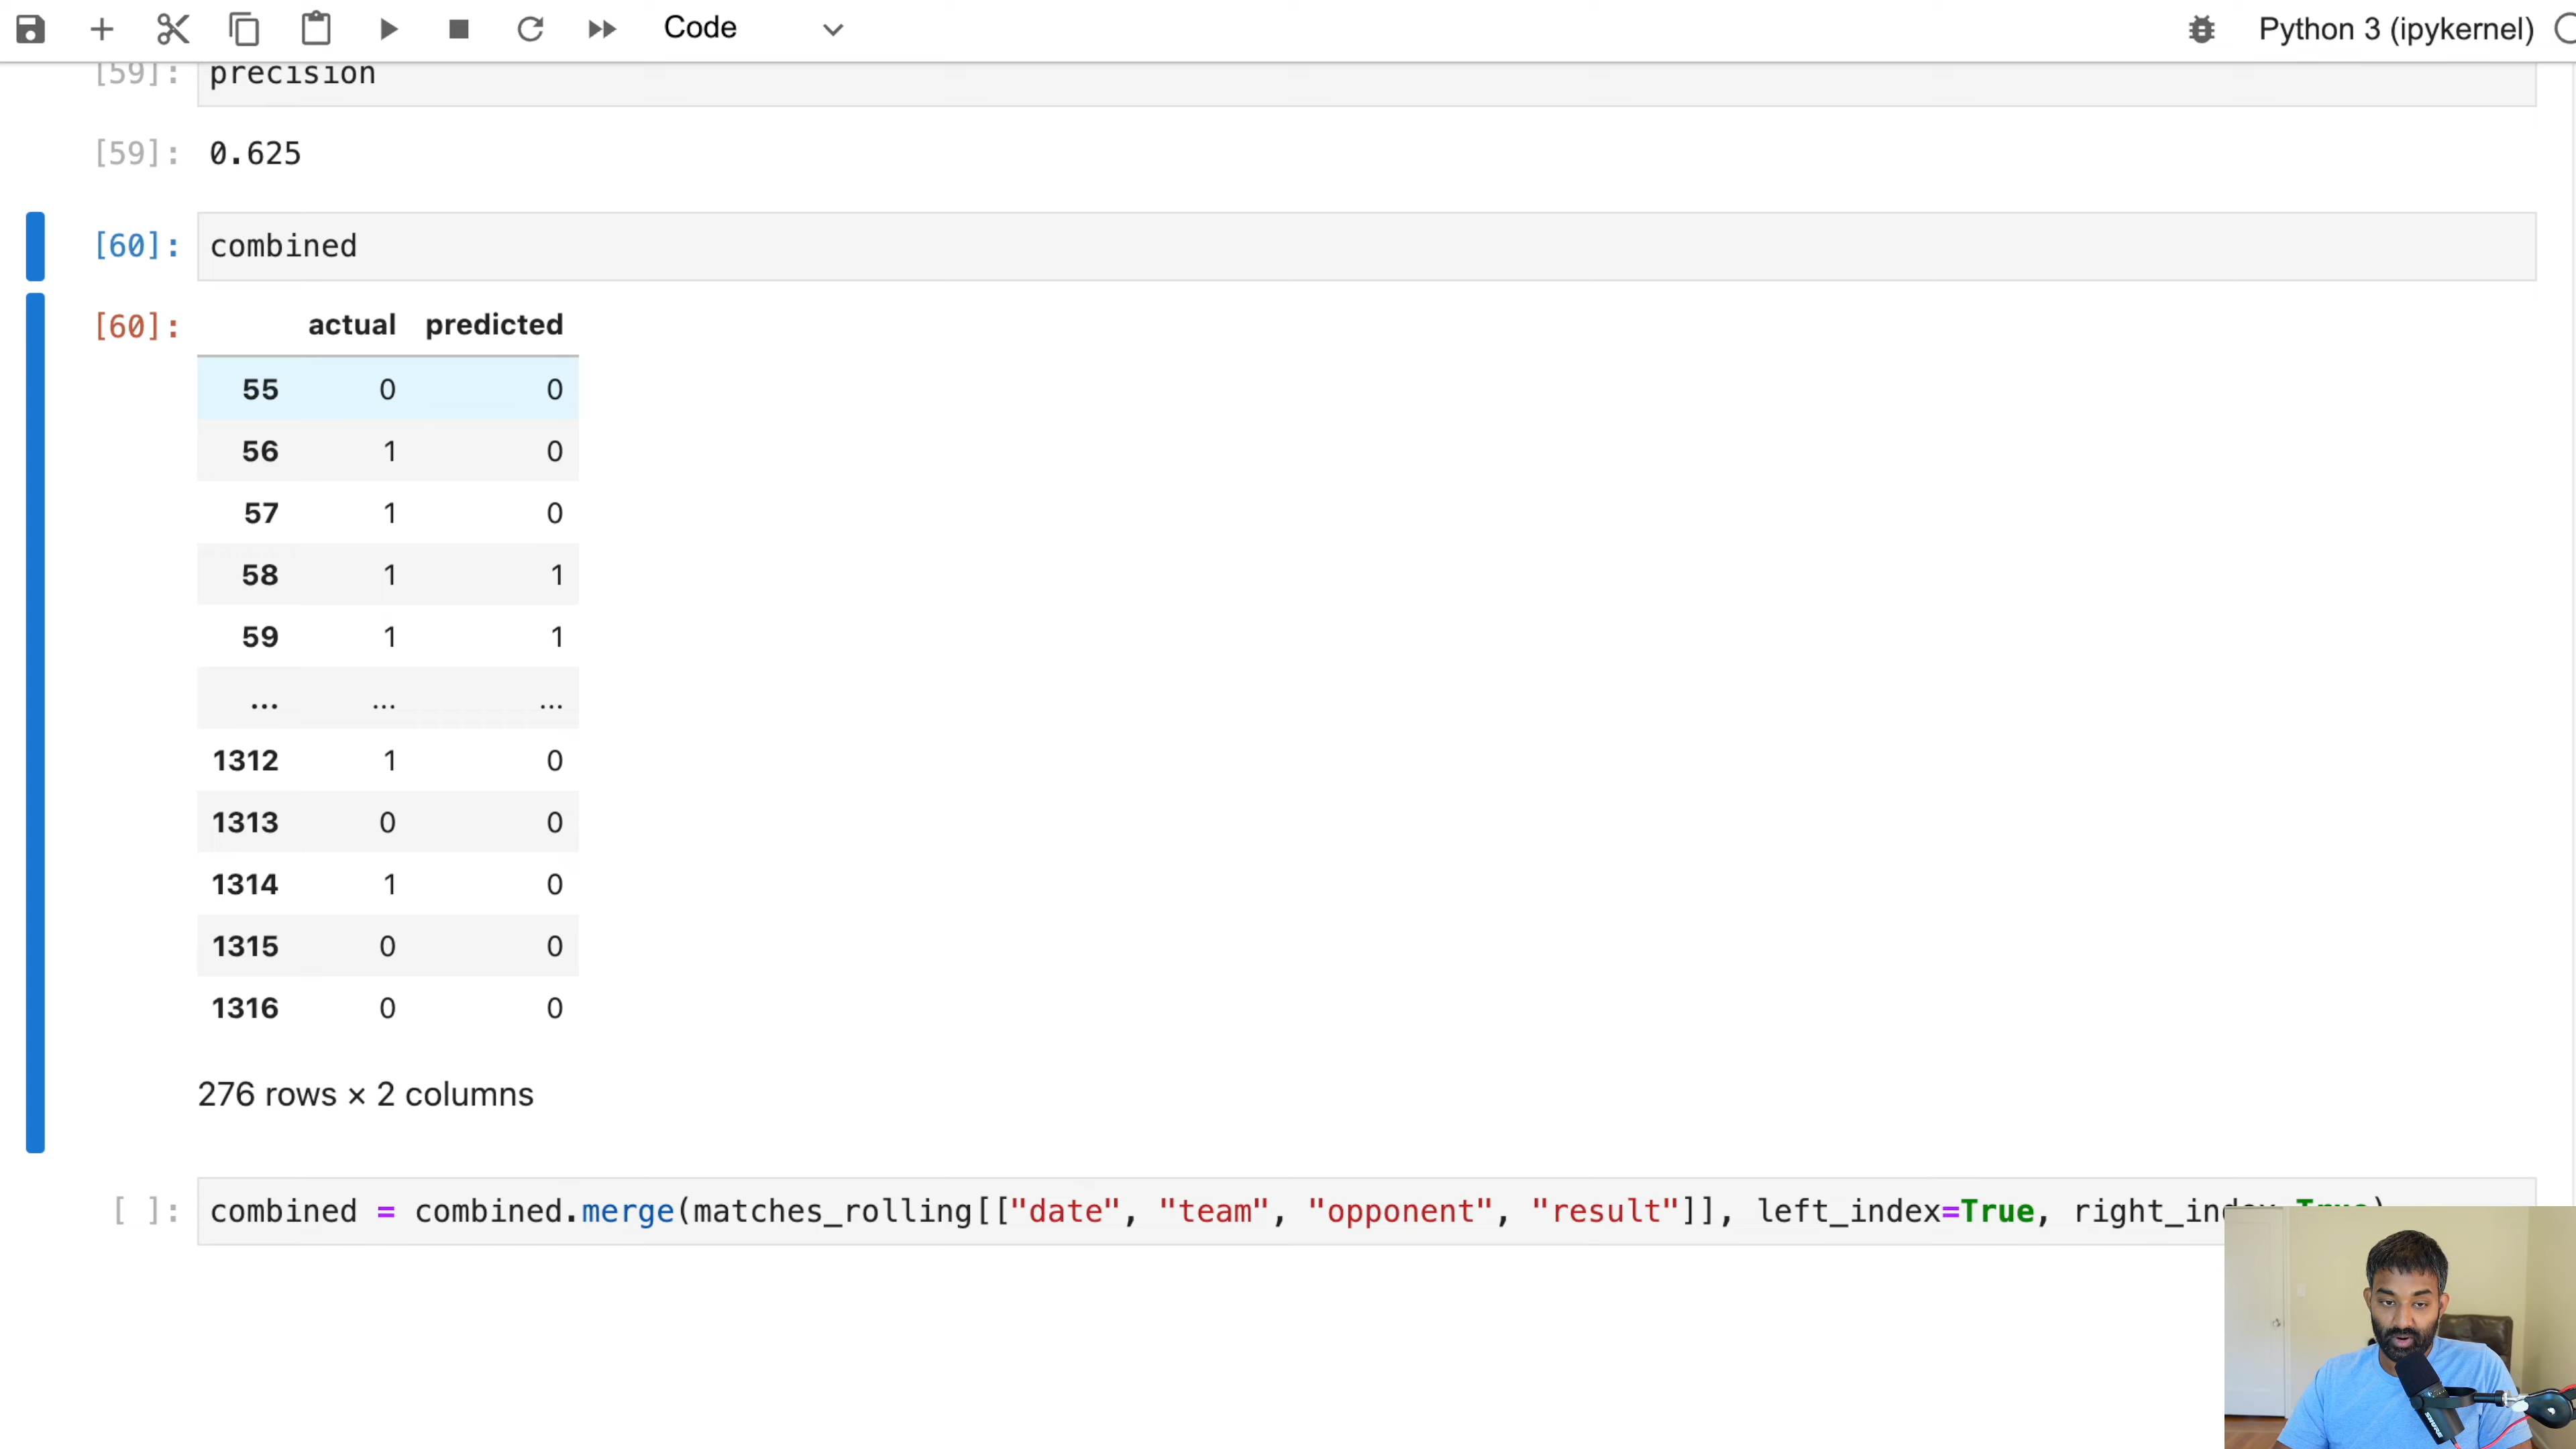 Code
Python 3 (ipykernel)
[59]: precision
[59]: 0.625
[60]: combined
[60]: actual predicted
55 0 0
56 1 0
57 1 0
58 1 1
59 1 1
... ... ...
1312 1 0
1313 0 0
1314 1 0
1315 0 0
1316 0 0
276 rows × 2 columns
[ ]: combined = combined.merge(matches_rolling[["date", "team", "opponent", "result"]], left_index=True, right_index=True)